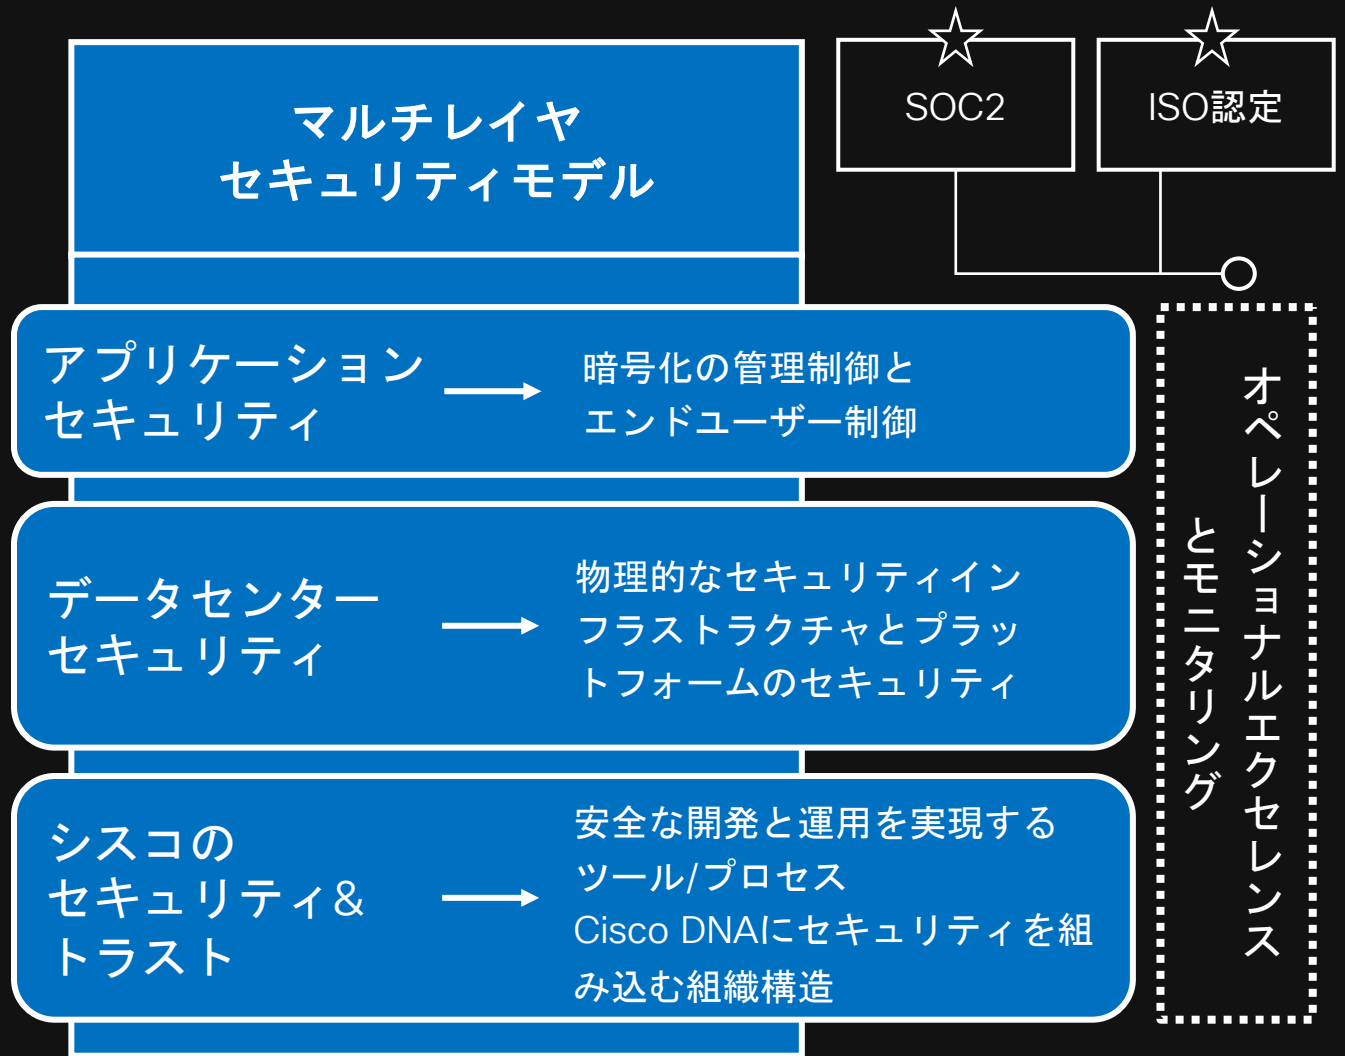 マルチレイヤ
セキュリティモデル
SOC2
ISO認定
アプリケーション
セキュリティ
暗号化の管理制御と
エンドユーザー制御
データセンター
セキュリティ
物理的なセキュリティイン
フラストラクチャとプラッ
トフォームのセキュリティ
シスコの
セキュリティ&
トラスト
安全な開発と運用を実現する
ツール/プロセス
Cisco DNAにセキュリティを組
み込む組織構造
オペレーショナルエクセレンス
とモニタリング